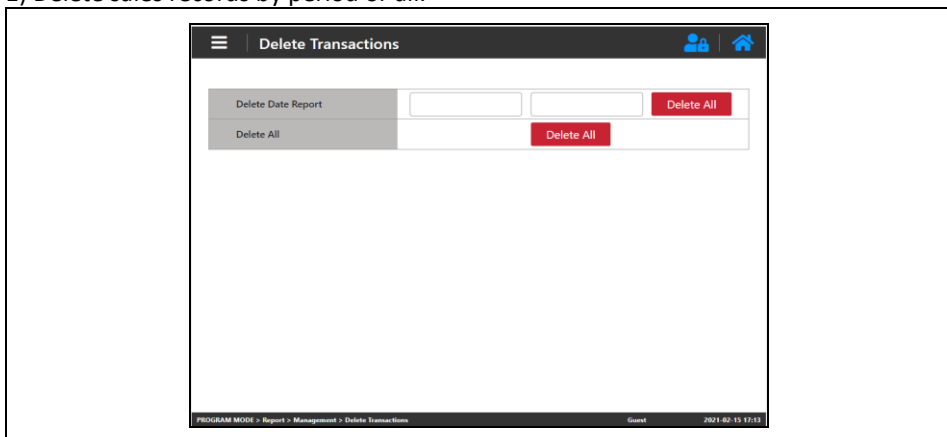 Delete Transactions
Delete Date Report Delete All
Delete All Delete All
PROGRAM MODE > Report > Management > Delete Transactions Guest 2021-02-15 17:13